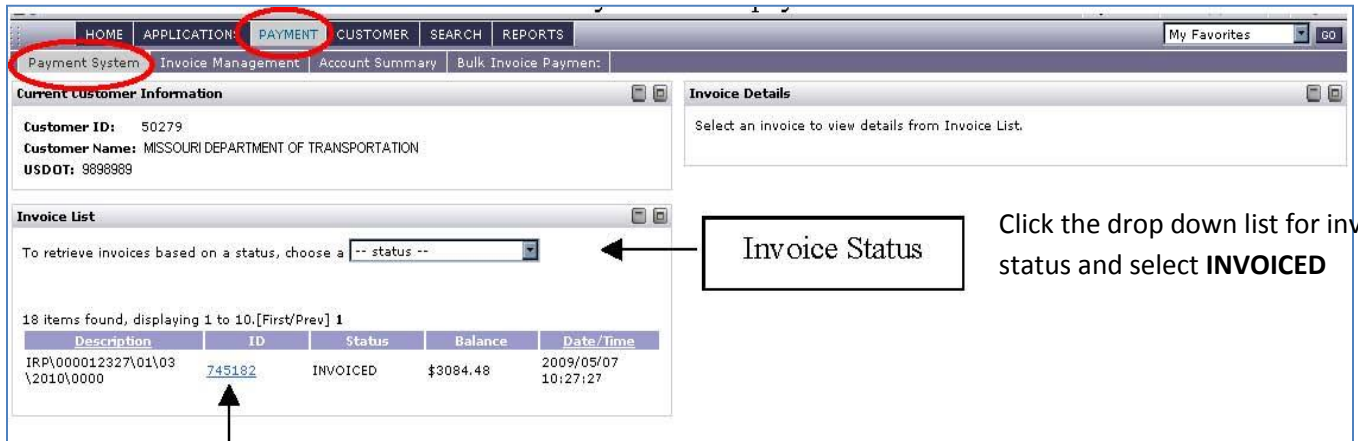 HOME APPLICATION: PAYMENT CUSTOMER SEARCH REPORTS My Favorites GO
Payment System Invoice Management Account Summary Bulk Invoice Paymen:
Current Customer Information
Customer ID: 50279
Customer Name: MISSOURI DEPARTMENT OF TRANSPORTATION
USDOT: 9898989
Invoice Details
Select an invoice to view details from Invoice List.
Invoice List
To retrieve invoices based on a status, choose a -- status --
Invoice Status
Click the drop down list for inv
status and select INVOICED
18 items found, displaying 1 to 10.[First/Prev] 1
Description ID Status Balance Date/Time
IRP\000012327\01\03 745182 INVOICED $3084.48 2009/05/07
\2010\0000 10:27:27